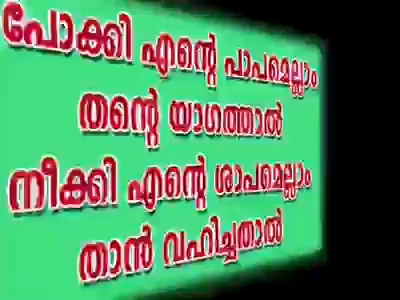 പോക്കി എന്റെ പാപമെല്ലാം
തന്റെ യാഗത്താൽ
നീക്കി എന്റെ ശാപമെല്ലാം
താൻ വഹിച്ചതാൽ